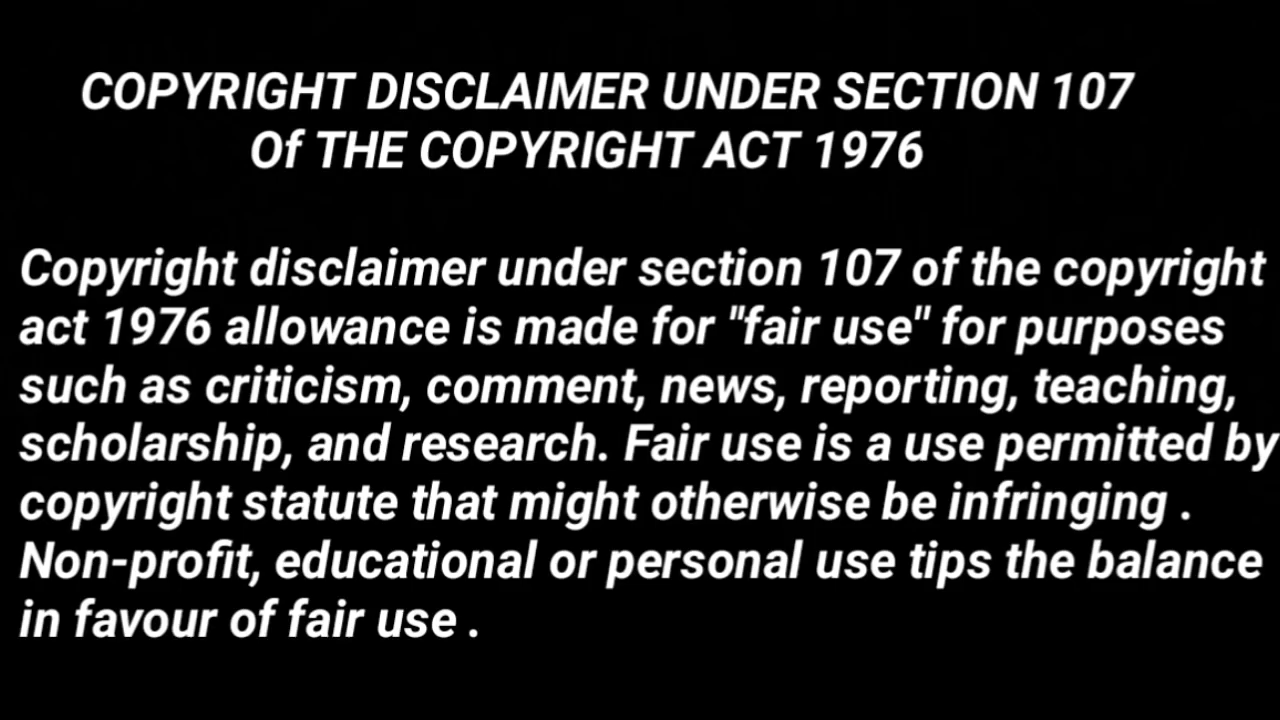 COPYRIGHT DISCLAIMER UNDER SECTION 107
Of THE COPYRIGHT ACT 1976
Copyright disclaimer under section 107 of the copyright
act 1976 allowance is made for "fair use" for purposes
such as criticism, comment, news, reporting, teaching,
scholarship, and research. Fair use is a use permitted by
copyright statute that might otherwise be infringing .
Non-profit, educational or personal use tips the balance
in favour of fair use .